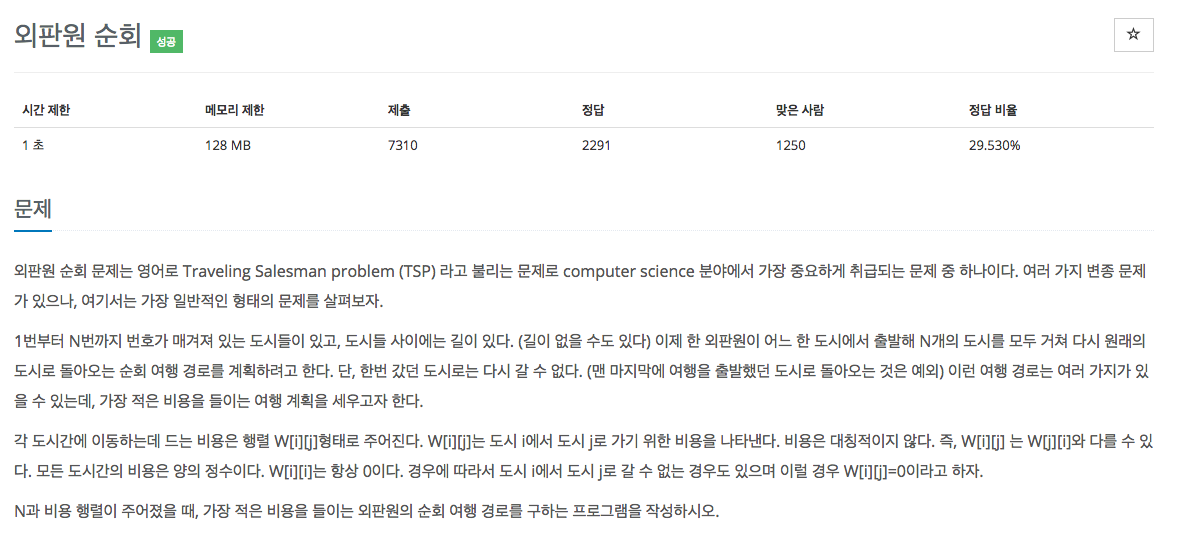 외판원 순회 성공
☆
시간 제한 메모리 제한 제출 정답 맞은 사람 정답 비율
1 초 128 MB 7310 2291 1250 29.530%
문제
외판원 순회 문제는 영어로 Traveling Salesman problem (TSP) 라고 불리는 문제로 computer science 분야에서 가장 중요하게 취급되는 문제 중 하나이다. 여러 가지 변종 문제
가 있으나, 여기서는 가장 일반적인 형태의 문제를 살펴보자.
1번부터 N번까지 번호가 매겨져 있는 도시들이 있고, 도시들 사이에는 길이 있다. (길이 없을 수도 있다) 이제 한 외판원이 어느 한 도시에서 출발해 N개의 도시를 모두 거쳐 다시 원래의
도시로 돌아오는 순회 여행 경로를 계획하려고 한다. 단, 한번 갔던 도시로는 다시 갈 수 없다. (맨 마지막에 여행을 출발했던 도시로 돌아오는 것은 예외) 이런 여행 경로는 여러 가지가 있
을 수 있는데, 가장 적은 비용을 들이는 여행 계획을 세우고자 한다.
각 도시간에 이동하는데 드는 비용은 행렬 W[i][j]형태로 주어진다. W[i][j]는 도시 i에서 도시 j로 가기 위한 비용을 나타낸다. 비용은 대칭적이지 않다. 즉, W[i][j] 는 W[j][i]와 다를 수 있
다. 모든 도시간의 비용은 양의 정수이다. W[i][i]는 항상 0이다. 경우에 따라서 도시 i에서 도시 j로 갈 수 없는 경우도 있으며 이럴 경우 W[i][j]=0이라고 하자.
N과 비용 행렬이 주어졌을 때, 가장 적은 비용을 들이는 외판원의 순회 여행 경로를 구하는 프로그램을 작성하시오.